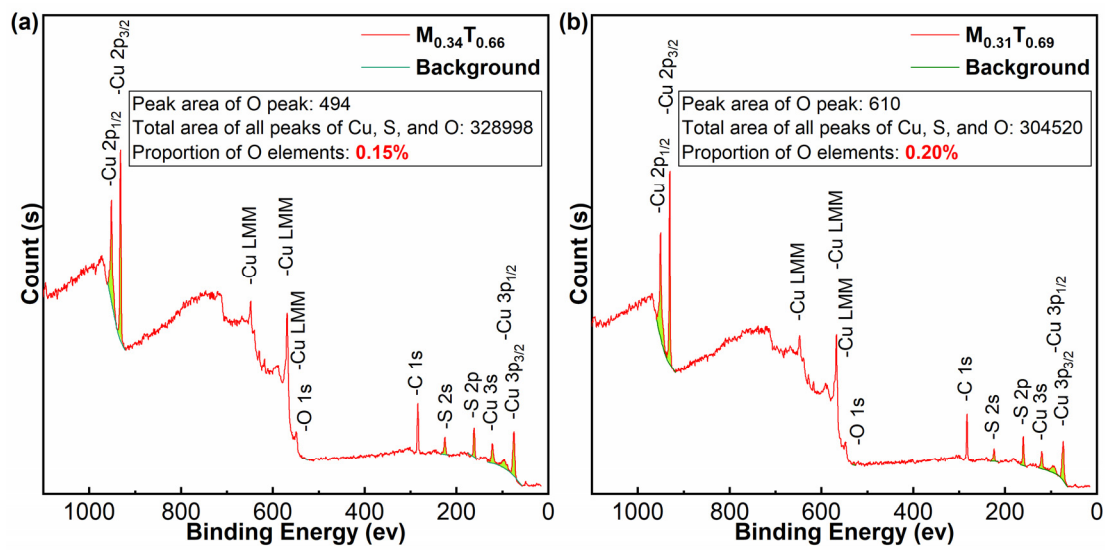 (a)
M0.34T0.66
Background
Peak area of O peak: 494
Total area of all peaks of Cu, S, and O: 328998
Proportion of O elements: 0.15%
-Cu 2p1/2
-Cu 2p3/2
-Cu LMM
-Cu LMM
-Cu LMM
-O 1s
-C 1s
-S 2s
-S 2p
-Cu 3s
-Cu 3p1/2
-Cu 3p3/2
Count (s)
1000 800 600 400 200 0
Binding Energy (ev)
(b)
M0.31T0.69
Background
Peak area of O peak: 610
Total area of all peaks of Cu, S, and O: 304520
Proportion of O elements: 0.20%
-Cu 2p1/2
-Cu 2p3/2
-Cu LMM
-Cu LMM
-Cu LMM
-O 1s
-C 1s
-S 2s
-S 2p
-Cu 3s
-Cu 3p1/2
-Cu 3p3/2
Count (s)
1000 800 600 400 200 0
Binding Energy (ev)